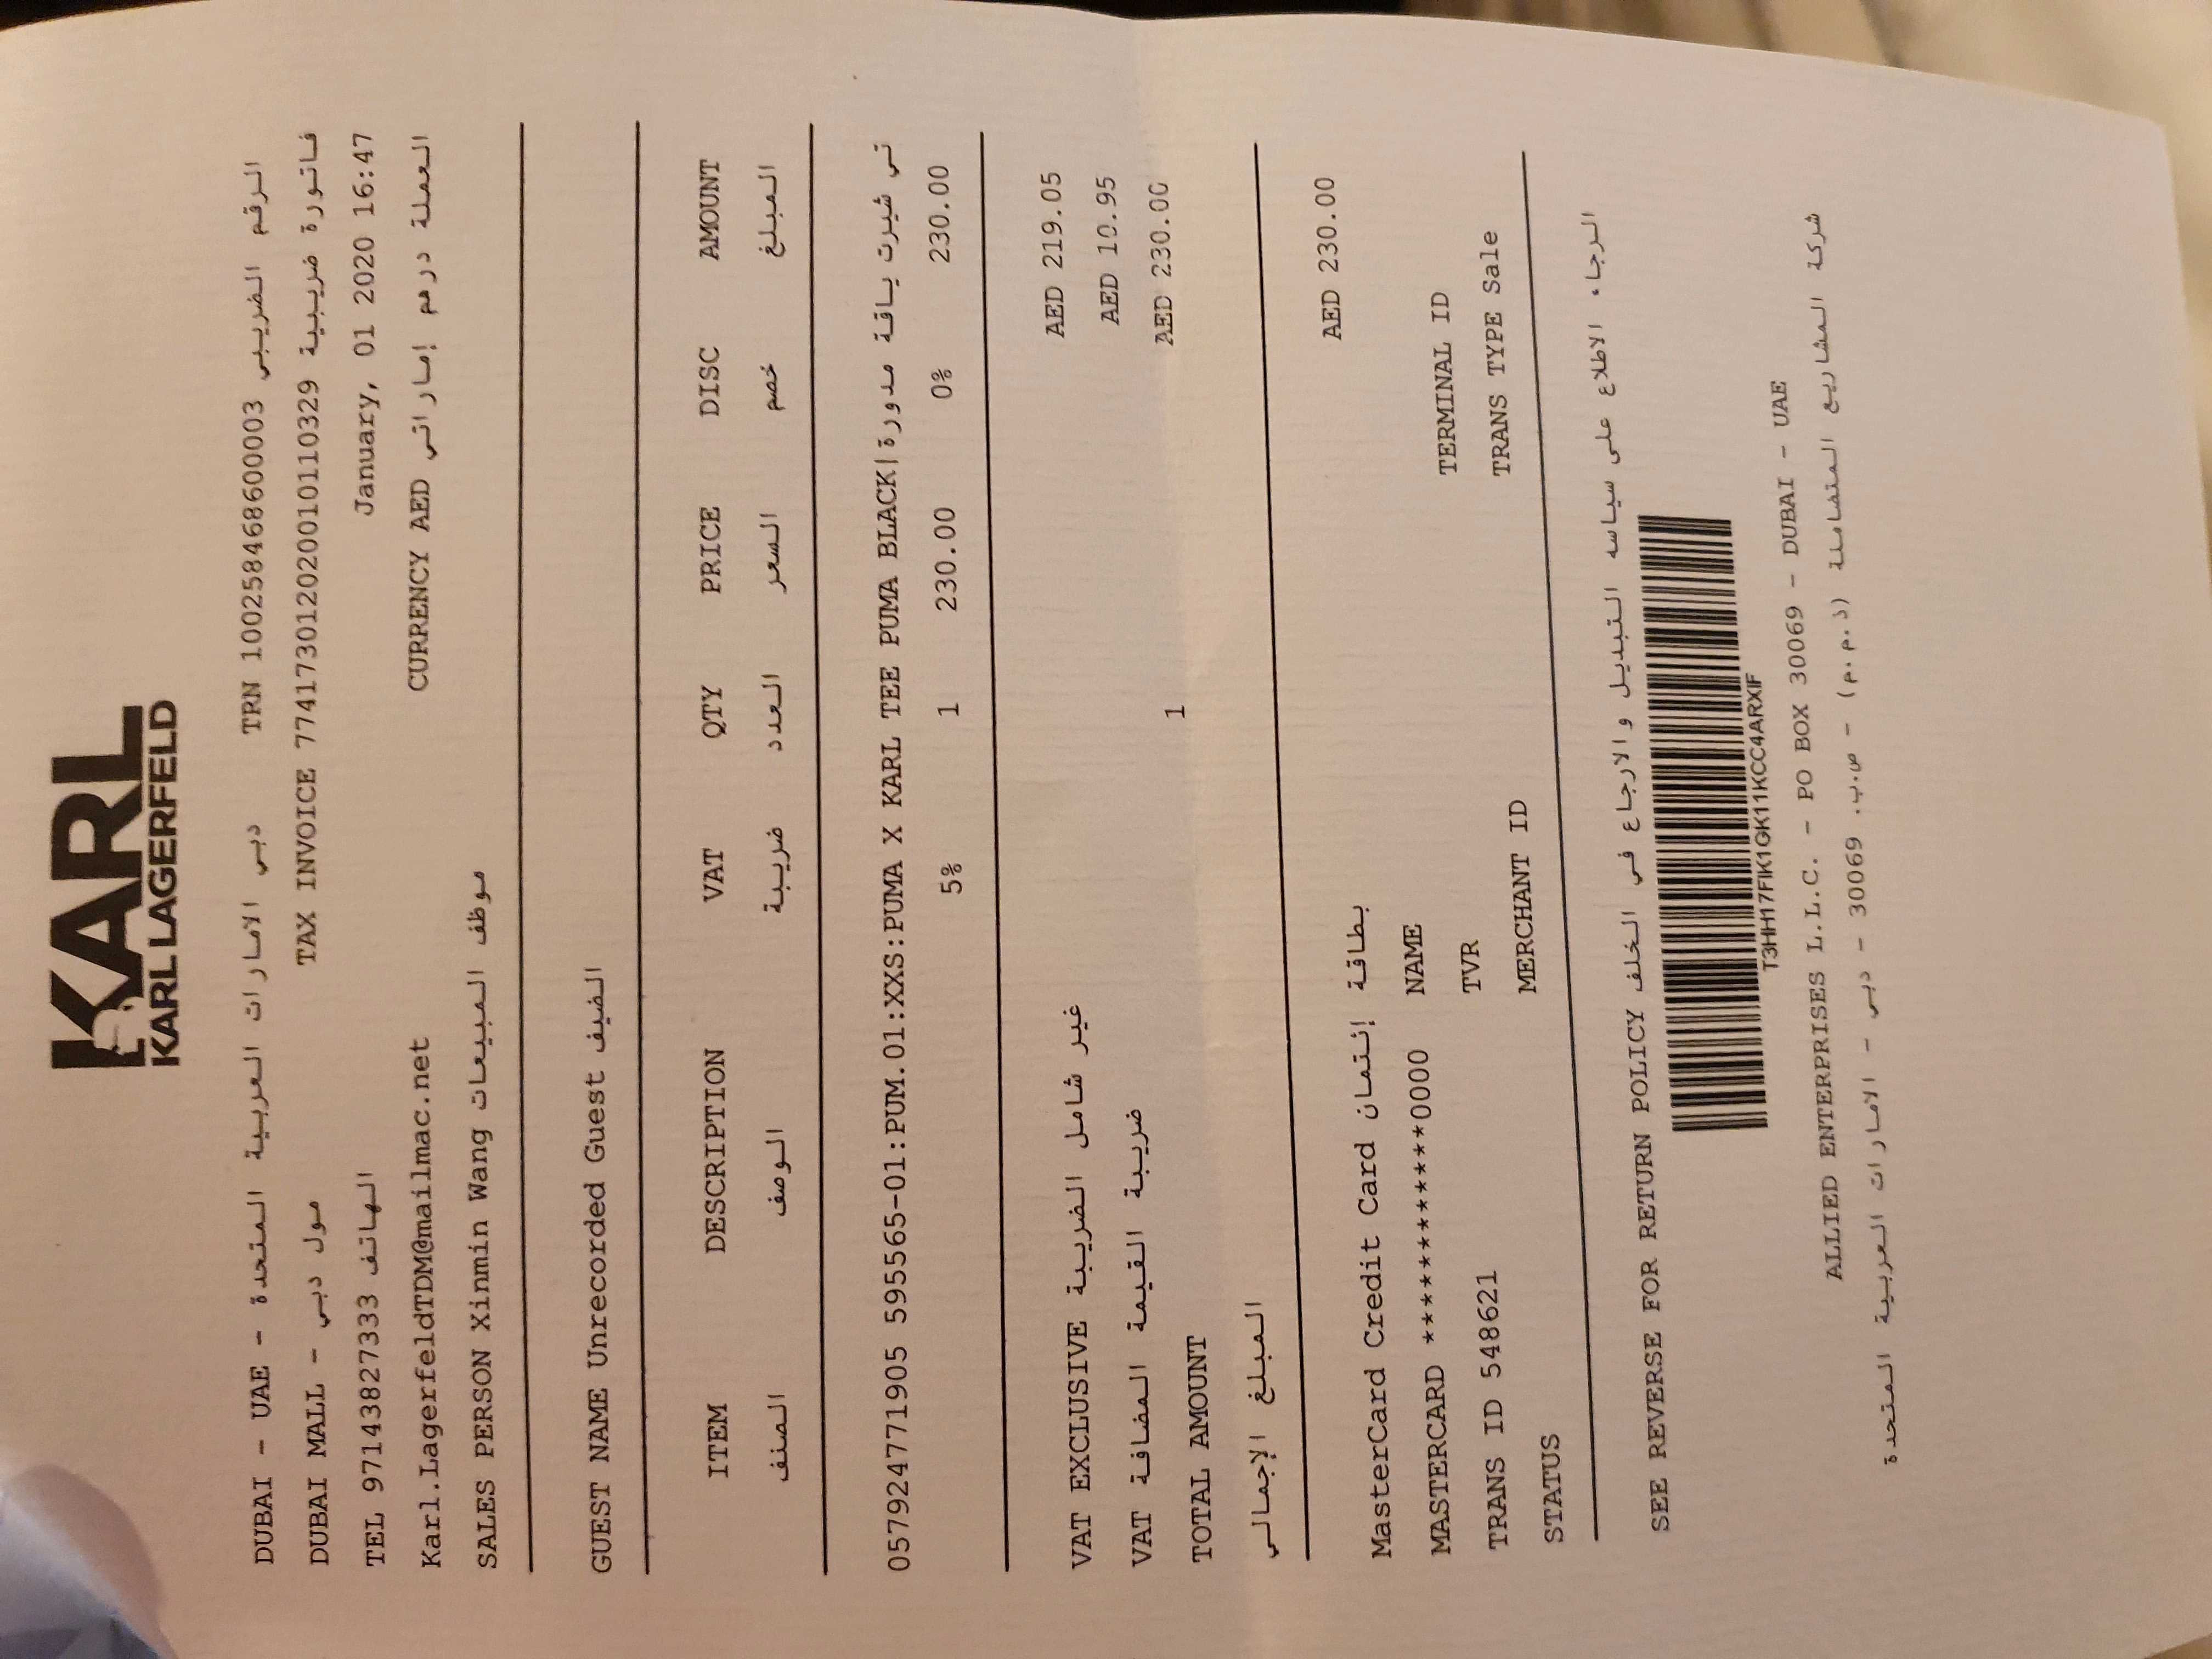 KARL
KARL LAGERFELD
DUBAI - UAE - دبي الامارات العربية المتحدة TRN 100258468600003 الرقم الضريبي
DUBAI MALL - مول دبي TAX INVOICE 7741730120200101110329 فاتورة ضريبية
TEL 97143827333 الهاتف January, 01 2020 16:47
Karl.LagerfeldTDM@mailmac.net CURRENCY AED العملة درهم إماراتي
SALES PERSON Xinmin Wang موظف المبيعات
GUEST NAME Unrecorded Guest الضيف
ITEM DESCRIPTION VAT QTY PRICE DISC AMOUNT
الصنف الوصف ضريبة العدد السعر خصم المبلغ
057924771905 595565-01:PUM.01:XXS:PUMA X KARL TEE PUMA BLACK|تي شيرت ياقة مدورة
5% 1 230.00 0% 230.00
VAT EXCLUSIVE غير شامل الضريبة AED 219.05
VAT ضريبة القيمة المضافة AED 10.95
TOTAL AMOUNT 1 AED 230.00
المبلغ الإجمالي
MasterCard Credit Card بطاقة إئتمان AED 230.00
MASTERCARD ************0000 NAME TERMINAL ID
TRANS ID 548621 TVR TRANS TYPE Sale
STATUS MERCHANT ID
SEE REVERSE FOR RETURN POLICY الرجاء الاطلاع على سياسه التبديل والارجاع في الخلف
T3HH17FIK1GK11KCC4ARXIF
ALLIED ENTERPRISES L.L.C. - PO BOX 30069 - DUBAI - UAE
شركة المشاريع المتضاملة (ذ.م.م) - ص.ب. 30069 - دبي - الامارات العربية المتحدة